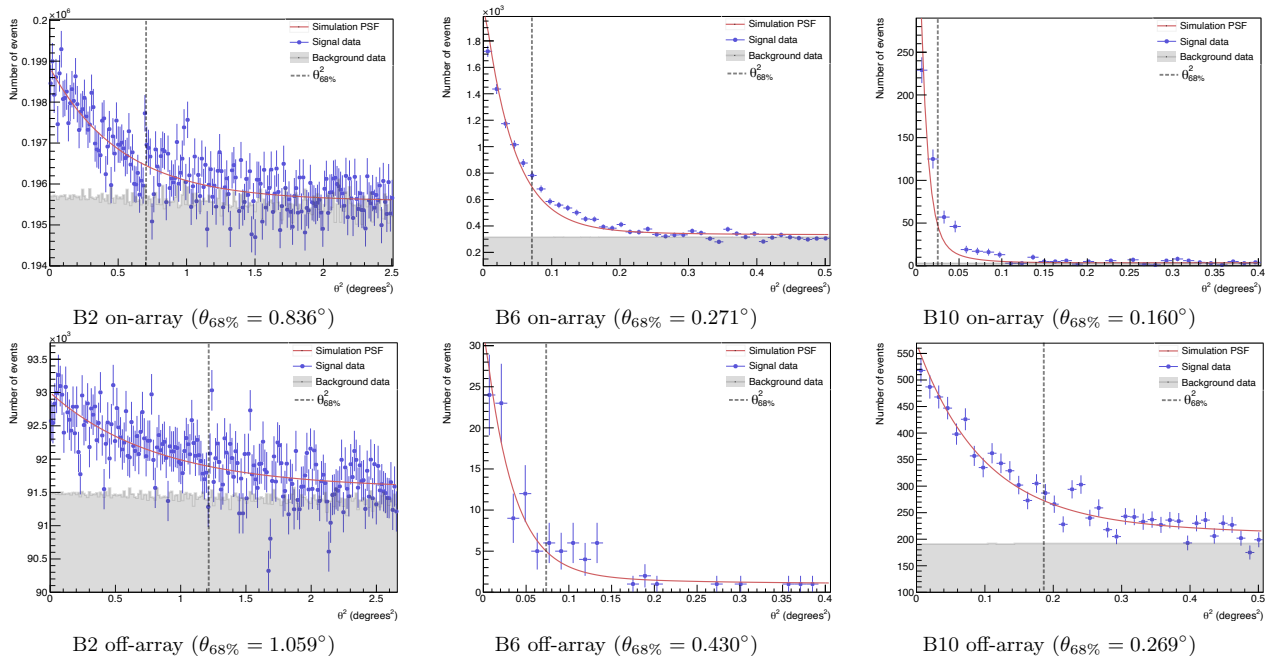 ×10⁶
0.2
0.199
0.198
0.197
0.196
0.195
0.194
Number of events
0 0.5 1 1.5 2 2.5
θ² (degrees²)
Simulation PSF
Signal data
Background data
θ²68%
×10³
1.8
1.6
1.4
1.2
1
0.8
0.6
0.4
0.2
Number of events
0 0.1 0.2 0.3 0.4 0.5
θ² (degrees²)
Simulation PSF
Signal data
Background data
θ²68%
250
200
150
100
50
0
Number of events
0 0.05 0.1 0.15 0.2 0.25 0.3 0.35 0.4
θ² (degrees²)
Simulation PSF
Signal data
Background data
θ²68%
B2 on-array (θ68% = 0.836°)
B6 on-array (θ68% = 0.271°)
B10 on-array (θ68% = 0.160°)
×10³
93.5
93
92.5
92
91.5
91
90.5
90
Number of events
0 0.5 1 1.5 2 2.5
θ² (degrees²)
Simulation PSF
Signal data
Background data
θ²68%
30
25
20
15
10
5
0
Number of events
0 0.05 0.1 0.15 0.2 0.25 0.3 0.35 0.4
θ² (degrees²)
Simulation PSF
Signal data
Background data
θ²68%
550
500
450
400
350
300
250
200
150
100
Number of events
0 0.1 0.2 0.3 0.4 0.5
θ² (degrees²)
Simulation PSF
Signal data
Background data
θ²68%
B2 off-array (θ68% = 1.059°)
B6 off-array (θ68% = 0.430°)
B10 off-array (θ68% = 0.269°)